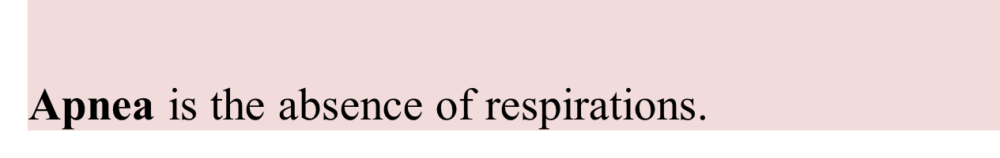 Apnea is the absence of respirations.